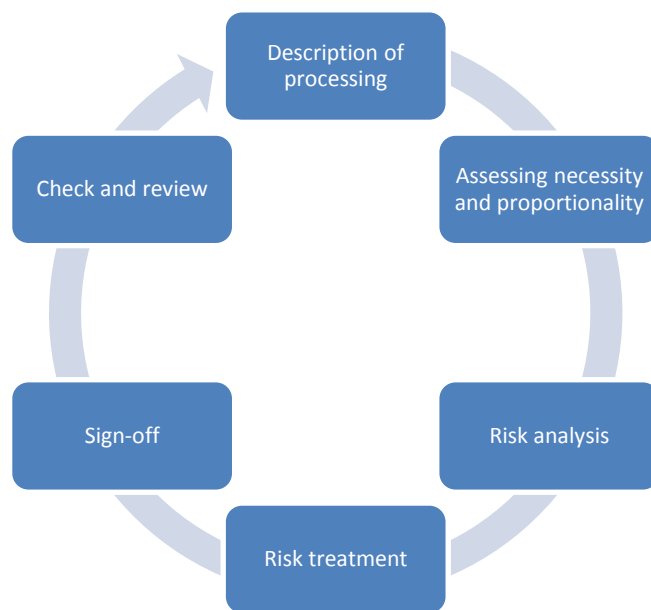 Description of
processing
Assessing necessity
and proportionality
Risk analysis
Risk treatment
Sign-off
Check and review